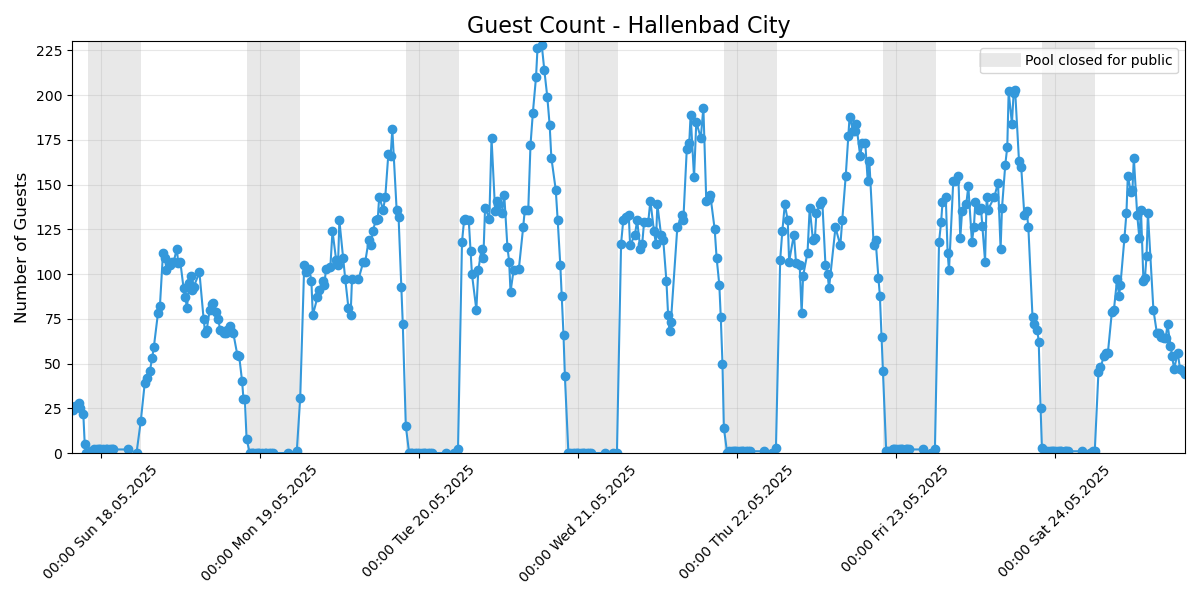 Guest Count - Hallenbad City
Pool closed for public
Number of Guests
225
200
175
150
125
100
75
50
25
0
00:00 Sun 18.05.2025
00:00 Mon 19.05.2025
00:00 Tue 20.05.2025
00:00 Wed 21.05.2025
00:00 Thu 22.05.2025
00:00 Fri 23.05.2025
00:00 Sat 24.05.2025